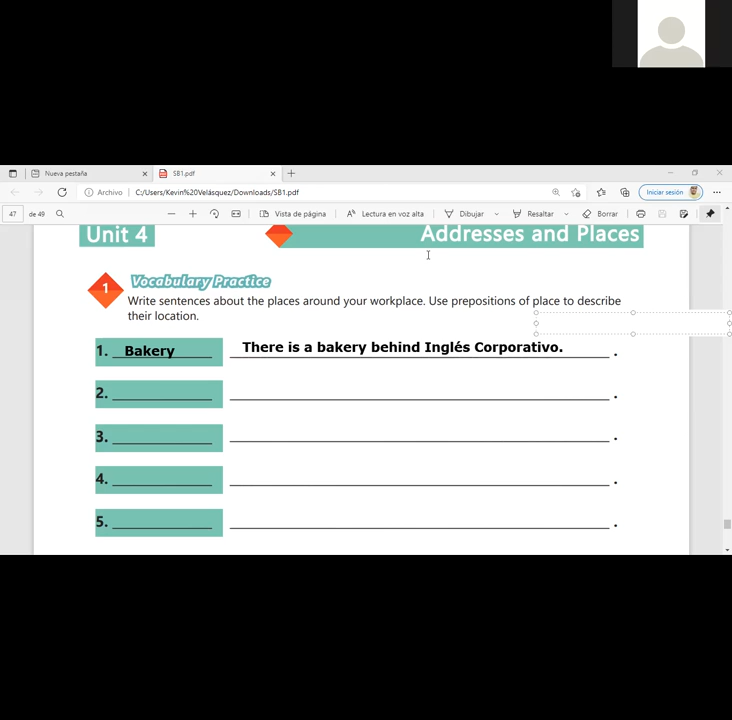 Nueva pestaña
SB1.pdf
Archivo C:/Users/Kevin%20Velásquez/Downloads/SB1.pdf
Iniciar sesión
47 de 49
Vista de página
Lectura en voz alta
Dibujar
Resaltar
Borrar
Unit 4
Addresses and Places
1 Vocabulary Practice
Write sentences about the places around your workplace. Use prepositions of place to describe
their location.
1. Bakery There is a bakery behind Inglés Corporativo. .
2. .
3. .
4. .
5. .